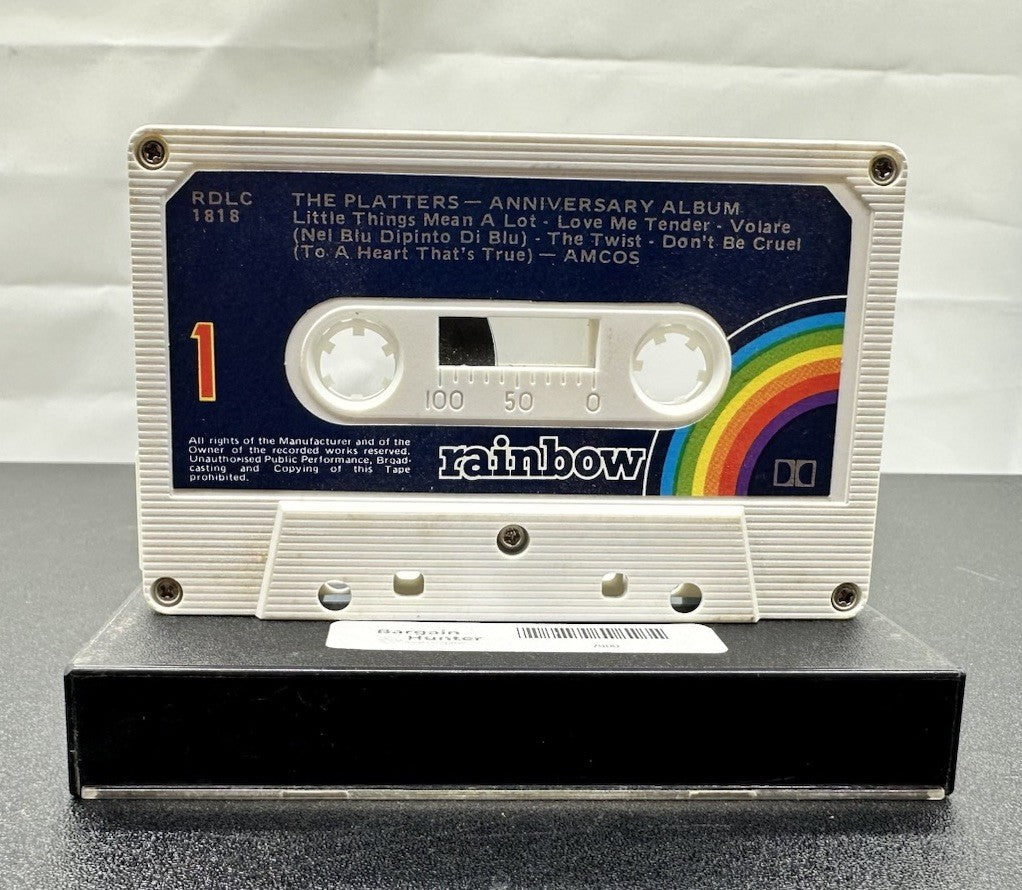 RDLC
1818
THE PLATTERS — ANNIVERSARY ALBUM
Little Things Mean A Lot - Love Me Tender - Volare
(Nel Blu Dipinto Di Blu) - The Twist - Don't Be Cruel
(To A Heart That's True) — AMCOS
1
100 50 0
All rights of the Manufacturer and of the
Owner of the recorded works reserved.
Unauthorised Public Performance, Broad-
casting and Copying of this Tape
prohibited.
rainbow
Bargain
Hunter